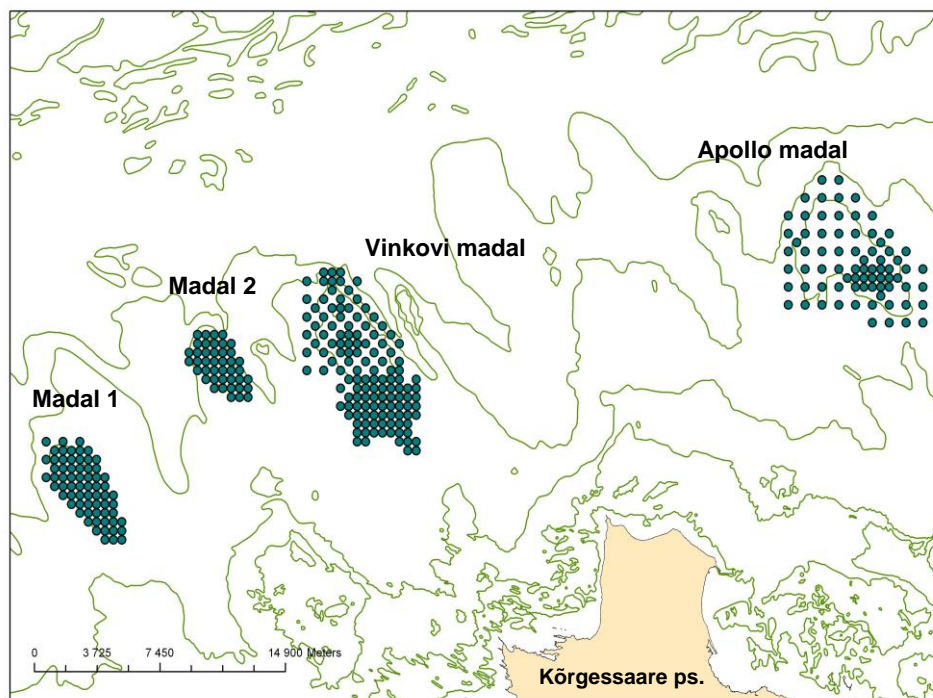 Apollo madal
Vinkovi madal
Madal 2
Madal 1
0 3 725 7 450 14 900 Meters
Kõrgessaare ps.